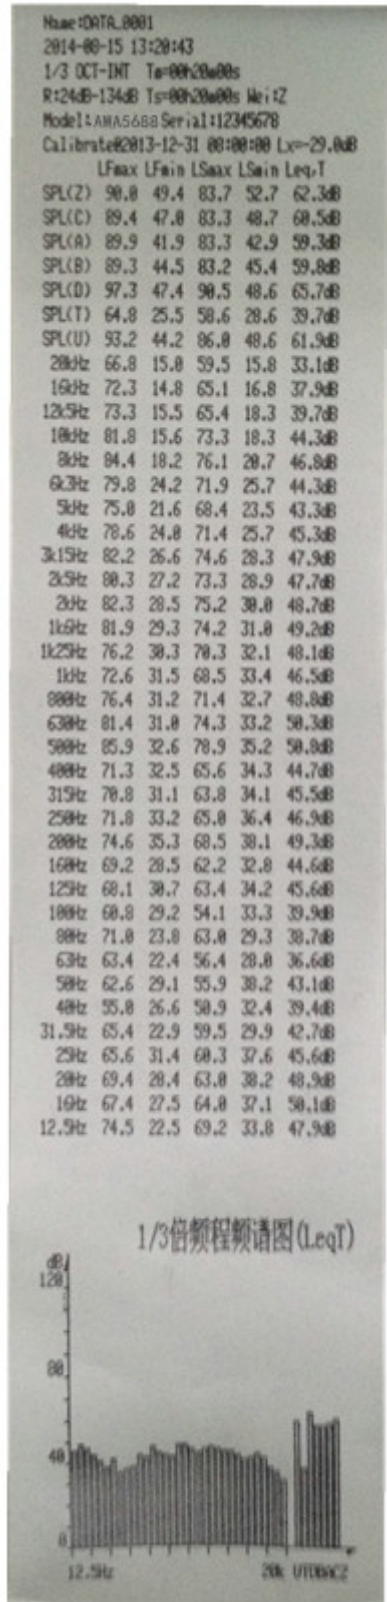 Name:DATA_0001
2014-08-15 13:20:43
1/3 OCT-INT Tm=00h20m00s
R:24dB-134dB Ts=00h20m00s Wei:Z
Model:AWA5688 Serial:12345678
Calibrate@2013-12-31 08:00:00 Lx=-29.0dB
LFmax LFmin LSmax LSmin Leq,T
SPL(Z) 90.0 49.4 83.7 52.7 62.3dB
SPL(C) 89.4 47.0 83.3 48.7 60.5dB
SPL(A) 89.9 41.9 83.3 42.9 59.3dB
SPL(B) 89.3 44.5 83.2 45.4 59.8dB
SPL(D) 97.3 47.4 90.5 48.6 65.7dB
SPL(T) 64.8 25.5 58.6 28.6 39.7dB
SPL(U) 93.2 44.2 86.0 48.6 61.9dB
20kHz 66.8 15.0 59.5 15.8 33.1dB
16kHz 72.3 14.8 65.1 16.8 37.9dB
12k5Hz 73.3 15.5 65.4 18.3 39.7dB
10kHz 81.8 15.6 73.3 18.3 44.3dB
8kHz 84.4 18.2 76.1 20.7 46.8dB
6k3Hz 79.8 24.2 71.9 25.7 44.3dB
5kHz 75.0 21.6 68.4 23.5 43.3dB
4kHz 78.6 24.0 71.4 25.7 45.3dB
3k15Hz 82.2 26.6 74.6 28.3 47.9dB
2k5Hz 80.3 27.2 73.3 28.9 47.7dB
2kHz 82.3 28.5 75.2 30.0 48.7dB
1k6Hz 81.9 29.3 74.2 31.0 49.2dB
1k25Hz 76.2 30.3 70.3 32.1 48.1dB
1kHz 72.6 31.5 68.5 33.4 46.5dB
800Hz 76.4 31.2 71.4 32.7 48.8dB
630Hz 81.4 31.0 74.3 33.2 50.3dB
500Hz 85.9 32.6 78.9 35.2 50.8dB
400Hz 71.3 32.5 65.6 34.3 44.7dB
315Hz 70.8 31.1 63.8 34.1 45.5dB
250Hz 71.8 33.2 65.0 36.4 46.9dB
200Hz 74.6 35.3 68.5 38.1 49.3dB
160Hz 69.2 28.5 62.2 32.8 44.6dB
125Hz 68.1 30.7 63.4 34.2 45.6dB
100Hz 60.8 29.2 54.1 33.3 39.9dB
80Hz 71.0 23.8 63.0 29.3 38.7dB
63Hz 63.4 22.4 56.4 28.0 36.6dB
50Hz 62.6 29.1 55.9 38.2 43.1dB
40Hz 55.0 26.6 50.9 32.4 39.4dB
31.5Hz 65.4 22.9 59.5 29.9 42.7dB
25Hz 65.6 31.4 60.3 37.6 45.6dB
20Hz 69.4 28.4 63.0 38.2 48.9dB
16Hz 67.4 27.5 64.0 37.1 50.1dB
12.5Hz 74.5 22.5 69.2 33.8 47.9dB
1/3倍频程频谱图(LeqT)
dB
120
80
40
0
12.5Hz 20k UTDBACZ